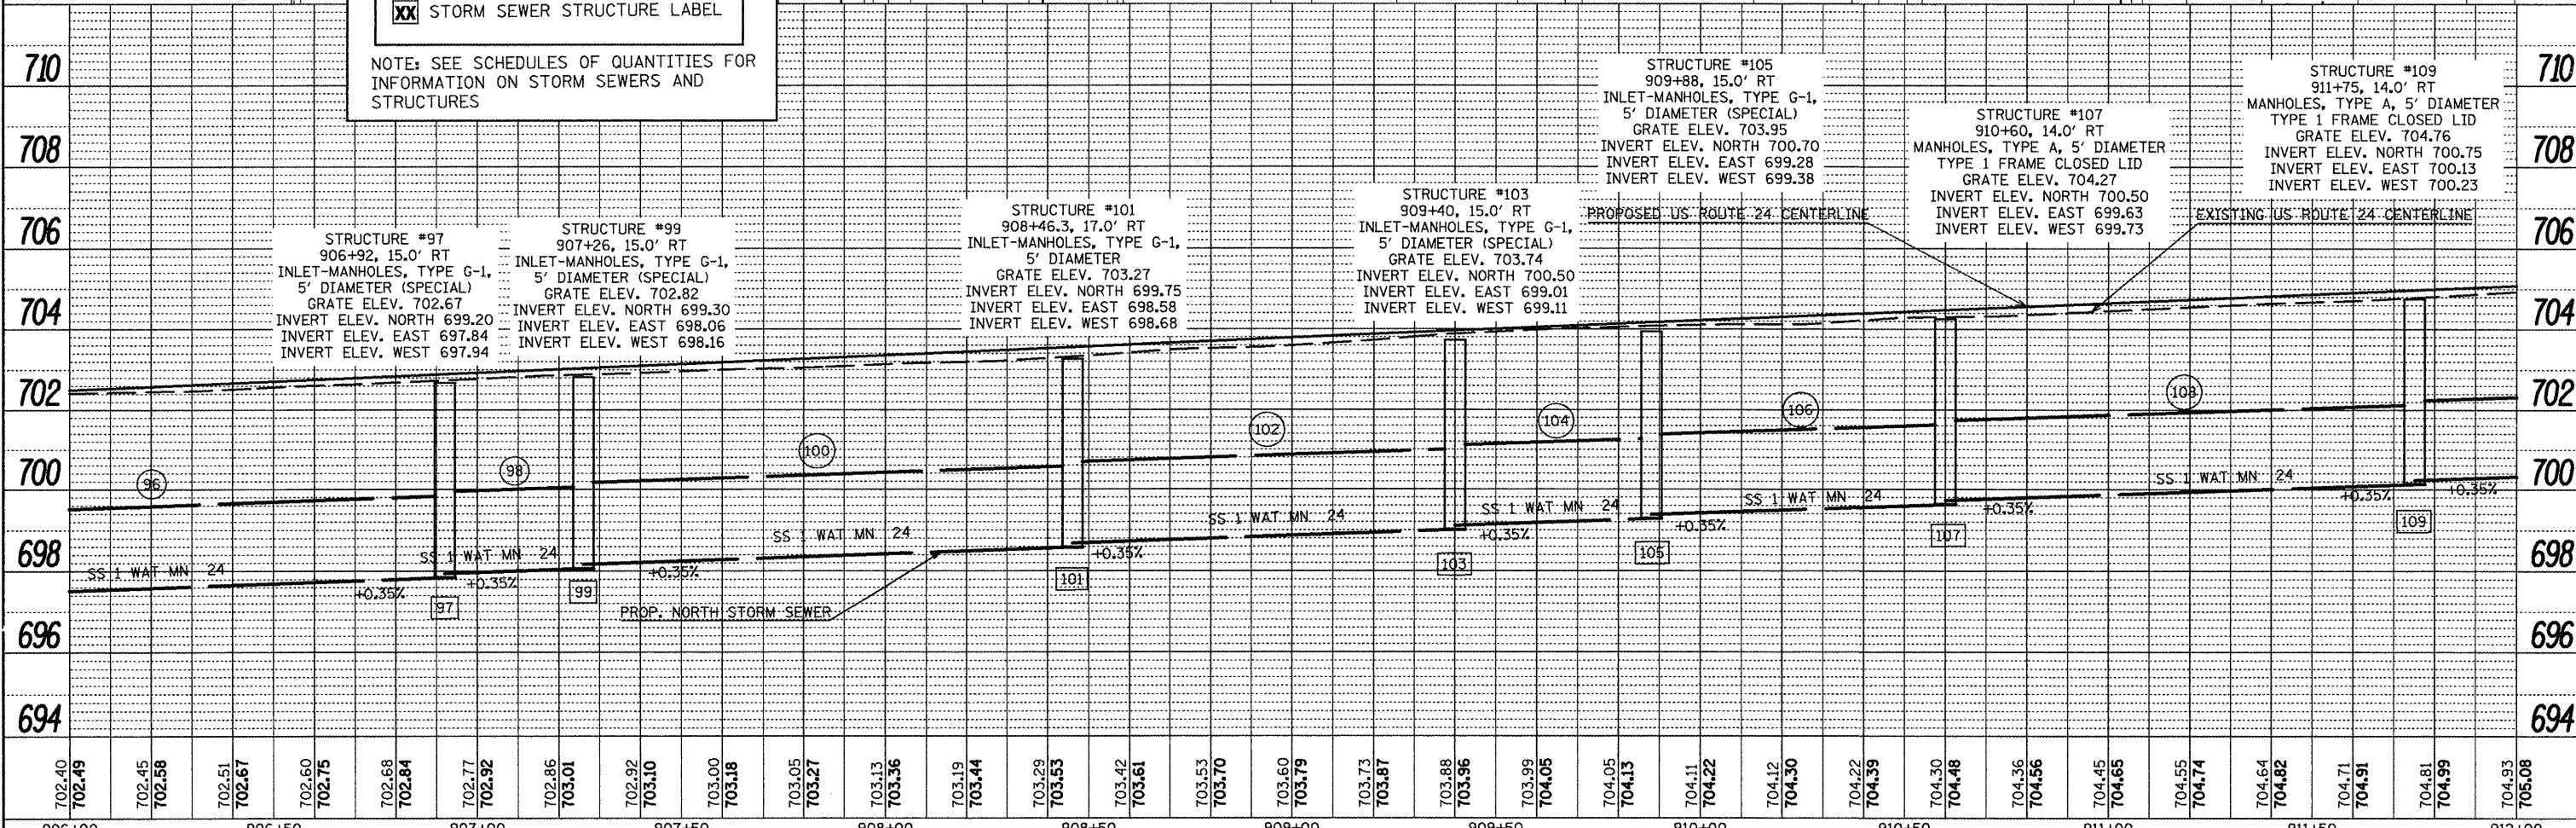 XX STORM SEWER STRUCTURE LABEL
NOTE: SEE SCHEDULES OF QUANTITIES FOR
INFORMATION ON STORM SEWERS AND
STRUCTURES
710
708
706
704
702
700
698
696
694
STRUCTURE #97
906+92, 15.0' RT
INLET-MANHOLES, TYPE G-1,
5' DIAMETER (SPECIAL)
GRATE ELEV. 702.67
INVERT ELEV. NORTH 699.20
INVERT ELEV. EAST 697.84
INVERT ELEV. WEST 697.94
STRUCTURE #99
907+26, 15.0' RT
INLET-MANHOLES, TYPE G-1,
5' DIAMETER (SPECIAL)
GRATE ELEV. 702.82
INVERT ELEV. NORTH 699.30
INVERT ELEV. EAST 698.06
INVERT ELEV. WEST 698.16
STRUCTURE #101
908+46.3, 17.0' RT
INLET-MANHOLES, TYPE G-1,
5' DIAMETER
GRATE ELEV. 703.27
INVERT ELEV. NORTH 699.75
INVERT ELEV. EAST 698.58
INVERT ELEV. WEST 698.68
STRUCTURE #103
909+40, 15.0' RT
INLET-MANHOLES, TYPE G-1,
5' DIAMETER (SPECIAL)
GRATE ELEV. 703.74
INVERT ELEV. NORTH 700.50
INVERT ELEV. EAST 699.01
INVERT ELEV. WEST 699.11
STRUCTURE #105
909+88, 15.0' RT
INLET-MANHOLES, TYPE G-1,
5' DIAMETER (SPECIAL)
GRATE ELEV. 703.95
INVERT ELEV. NORTH 700.70
INVERT ELEV. EAST 699.28
INVERT ELEV. WEST 699.38
PROPOSED US ROUTE 24 CENTERLINE
STRUCTURE #107
910+60, 14.0' RT
MANHOLES, TYPE A, 5' DIAMETER
TYPE 1 FRAME CLOSED LID
GRATE ELEV. 704.27
INVERT ELEV. NORTH 700.50
INVERT ELEV. EAST 699.63
INVERT ELEV. WEST 699.73
STRUCTURE #109
911+75, 14.0' RT
MANHOLES, TYPE A, 5' DIAMETER
TYPE 1 FRAME CLOSED LID
GRATE ELEV. 704.76
INVERT ELEV. NORTH 700.75
INVERT ELEV. EAST 700.13
INVERT ELEV. WEST 700.23
EXISTING US ROUTE 24 CENTERLINE
710
708
706
704
702
700
698
696
694
96
98
100
102
104
106
108
SS 1 WAT MN 24
SS 1 WAT MN 24
SS 1 WAT MN 24
SS 1 WAT MN 24
SS 1 WAT MN 24
SS 1 WAT MN 24
SS 1 WAT MN 24
+0.35%
+0.35%
+0.35%
+0.35%
+0.35%
+0.35%
+0.35%
+0.35%
+0.35%
97
99
101
103
105
107
109
PROP. NORTH STORM SEWER
702.40 702.49
702.45 702.58
702.51 702.67
702.60 702.75
702.68 702.84
702.77 702.92
702.86 703.01
702.92 703.10
703.00 703.18
703.05 703.27
703.13 703.36
703.19 703.44
703.29 703.53
703.42 703.61
703.53 703.70
703.60 703.79
703.73 703.87
703.88 703.96
703.99 704.05
704.05 704.13
704.11 704.22
704.12 704.30
704.22 704.39
704.30 704.48
704.36 704.56
704.45 704.65
704.55 704.74
704.64 704.82
704.71 704.91
704.81 704.99
704.93 705.08